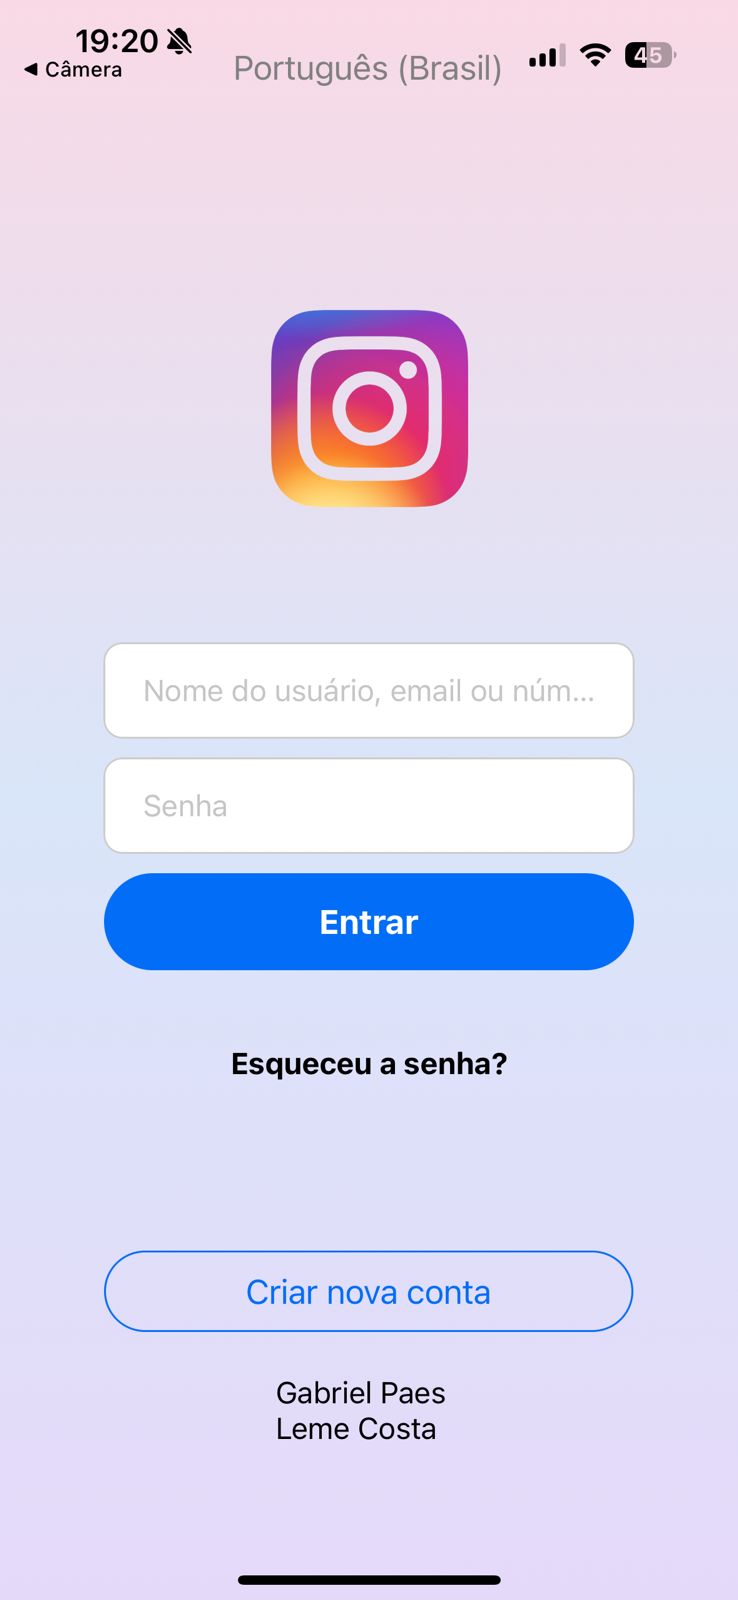 19:20
Câmera
Português (Brasil)
45
Nome do usuário, email ou núm...
Senha
Entrar
Esqueceu a senha?
Criar nova conta
Gabriel Paes
Leme Costa